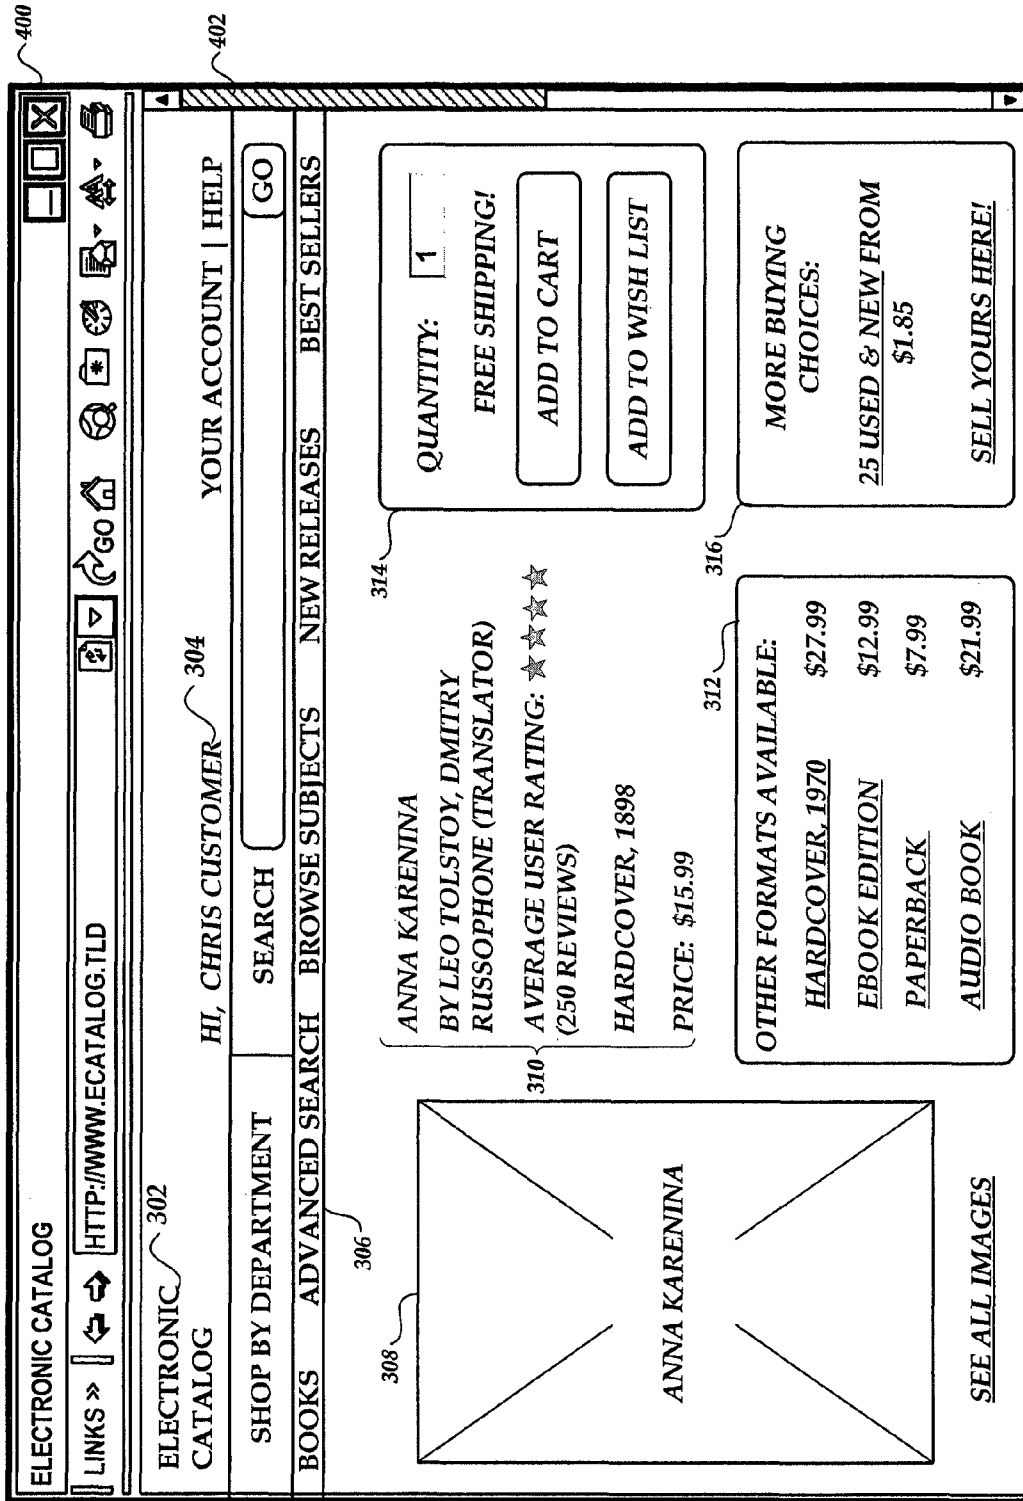 400
ELECTRONIC CATALOG
LINKS » HTTP://WWW.ECATALOG.TLD GO
402
ELECTRONIC 302
CATALOG
HI, CHRIS CUSTOMER 304
YOUR ACCOUNT | HELP
SHOP BY DEPARTMENT SEARCH GO
BOOKS ADVANCED SEARCH BROWSE SUBJECTS NEW RELEASES BEST SELLERS
306
308
ANNA KARENINA
SEE ALL IMAGES
310
ANNA KARENINA
BY LEO TOLSTOY, DMITRY
RUSSOPHONE (TRANSLATOR)
AVERAGE USER RATING:
(250 REVIEWS)
HARDCOVER, 1898
PRICE: $15.99
314
QUANTITY: 1
FREE SHIPPING!
ADD TO CART
ADD TO WISH LIST
312
OTHER FORMATS AVAILABLE:
HARDCOVER, 1970 $27.99
EBOOK EDITION $12.99
PAPERBACK $7.99
AUDIO BOOK $21.99
316
MORE BUYING
CHOICES:
25 USED & NEW FROM
$1.85
SELL YOURS HERE!